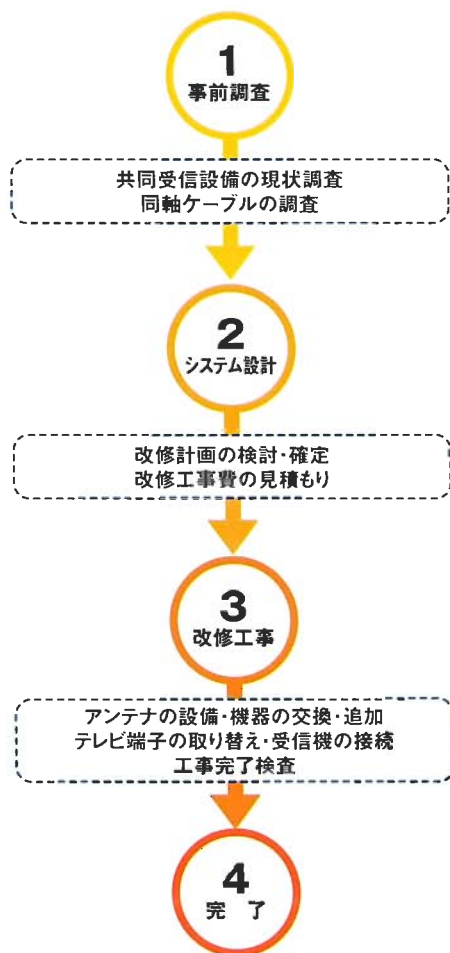 1
事前調査
共同受信設備の現状調査
同軸ケーブルの調査
2
システム設計
改修計画の検討・確定
改修工事費の見積もり
3
改修工事
アンテナの設備・機器の交換・追加
テレビ端子の取り替え・受信機の接続
工事完了検査
4
完 了